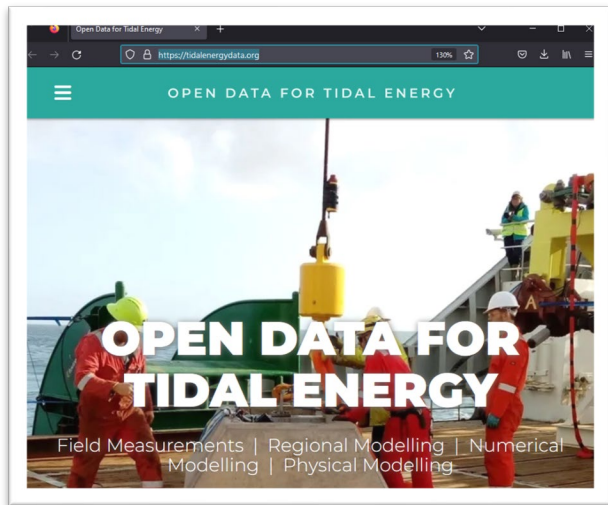 Open Data for Tidal Energy
https://tidalenergydata.org
130%
OPEN DATA FOR TIDAL ENERGY
OPEN DATA FOR
TIDAL ENERGY
Field Measurements | Regional Modelling | Numerical
Modelling | Physical Modelling
A